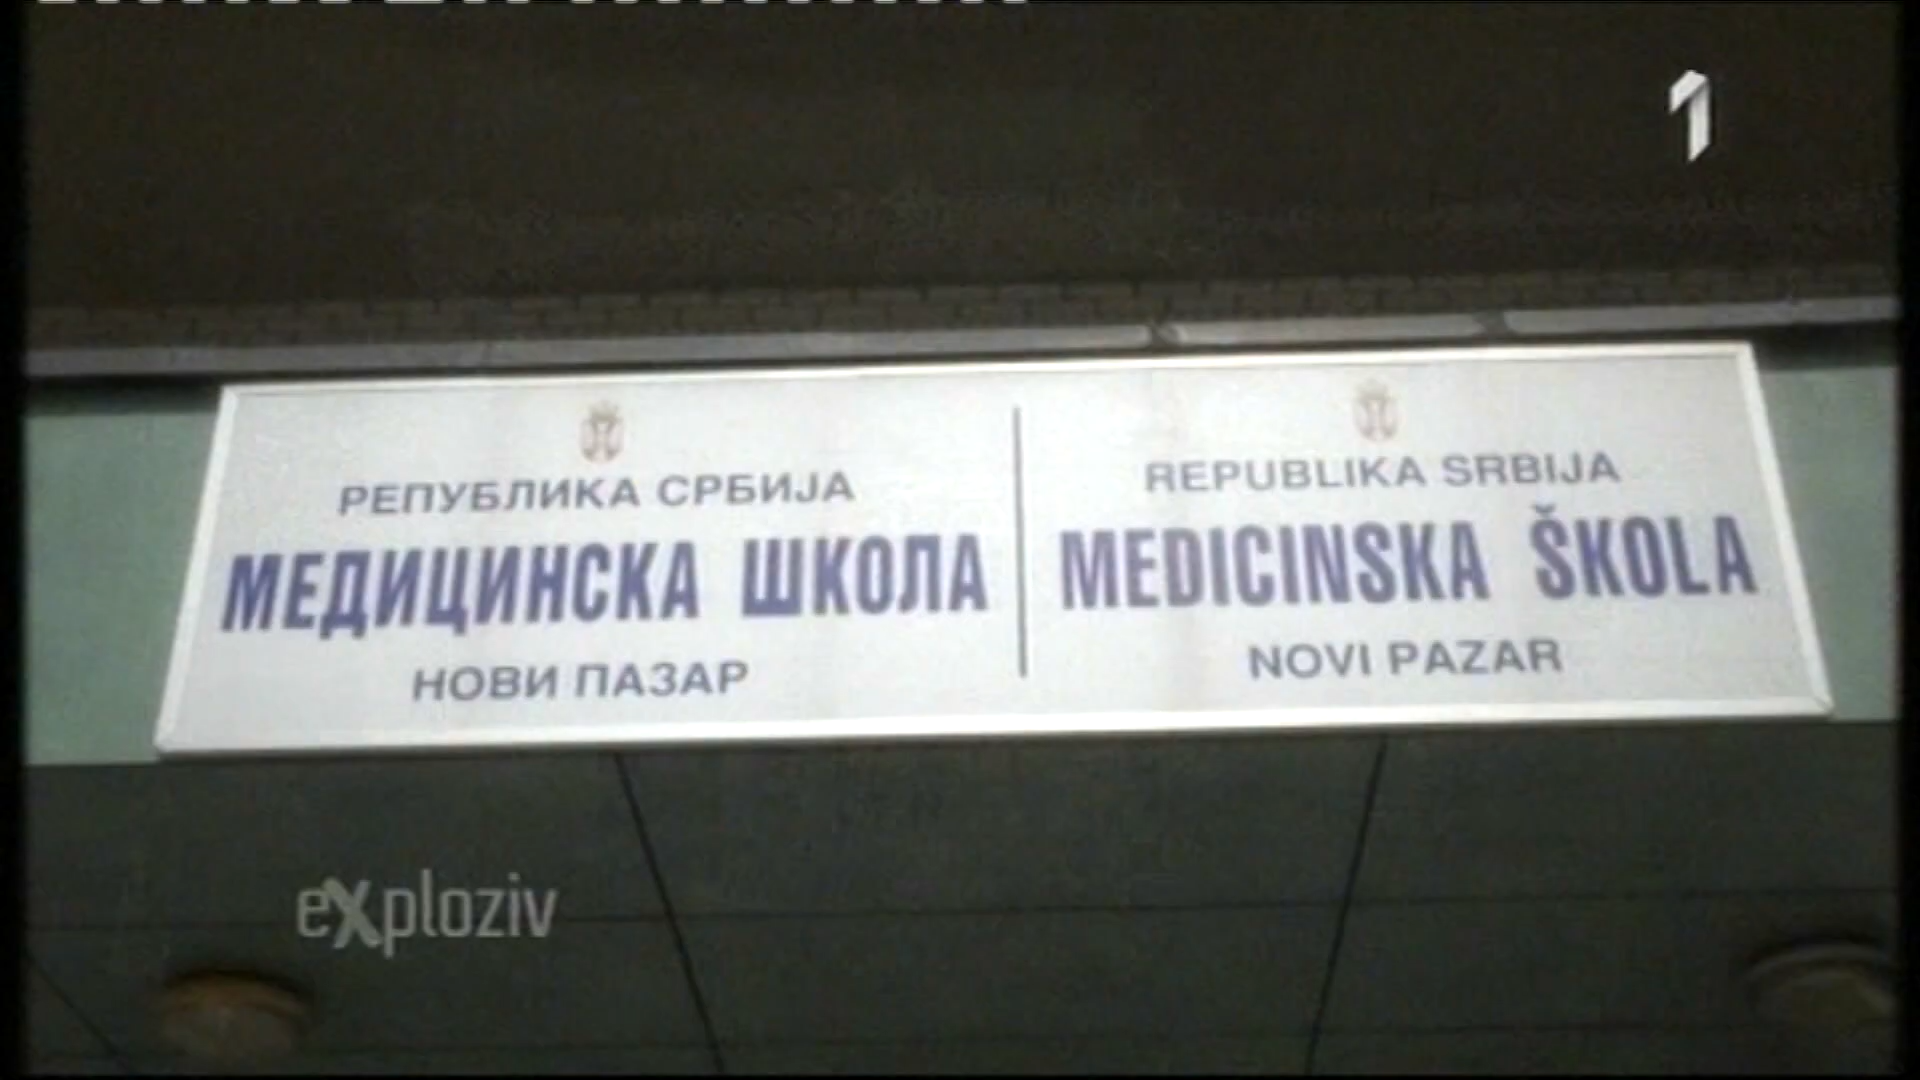 1
РЕПУБЛИКА СРБИЈА
МЕДИЦИНСКА ШКОЛА
НОВИ ПАЗАР
REPUBLIKA SRBIJA
MEDICINSKA ŠKOLA
NOVI PAZAR
exploziv